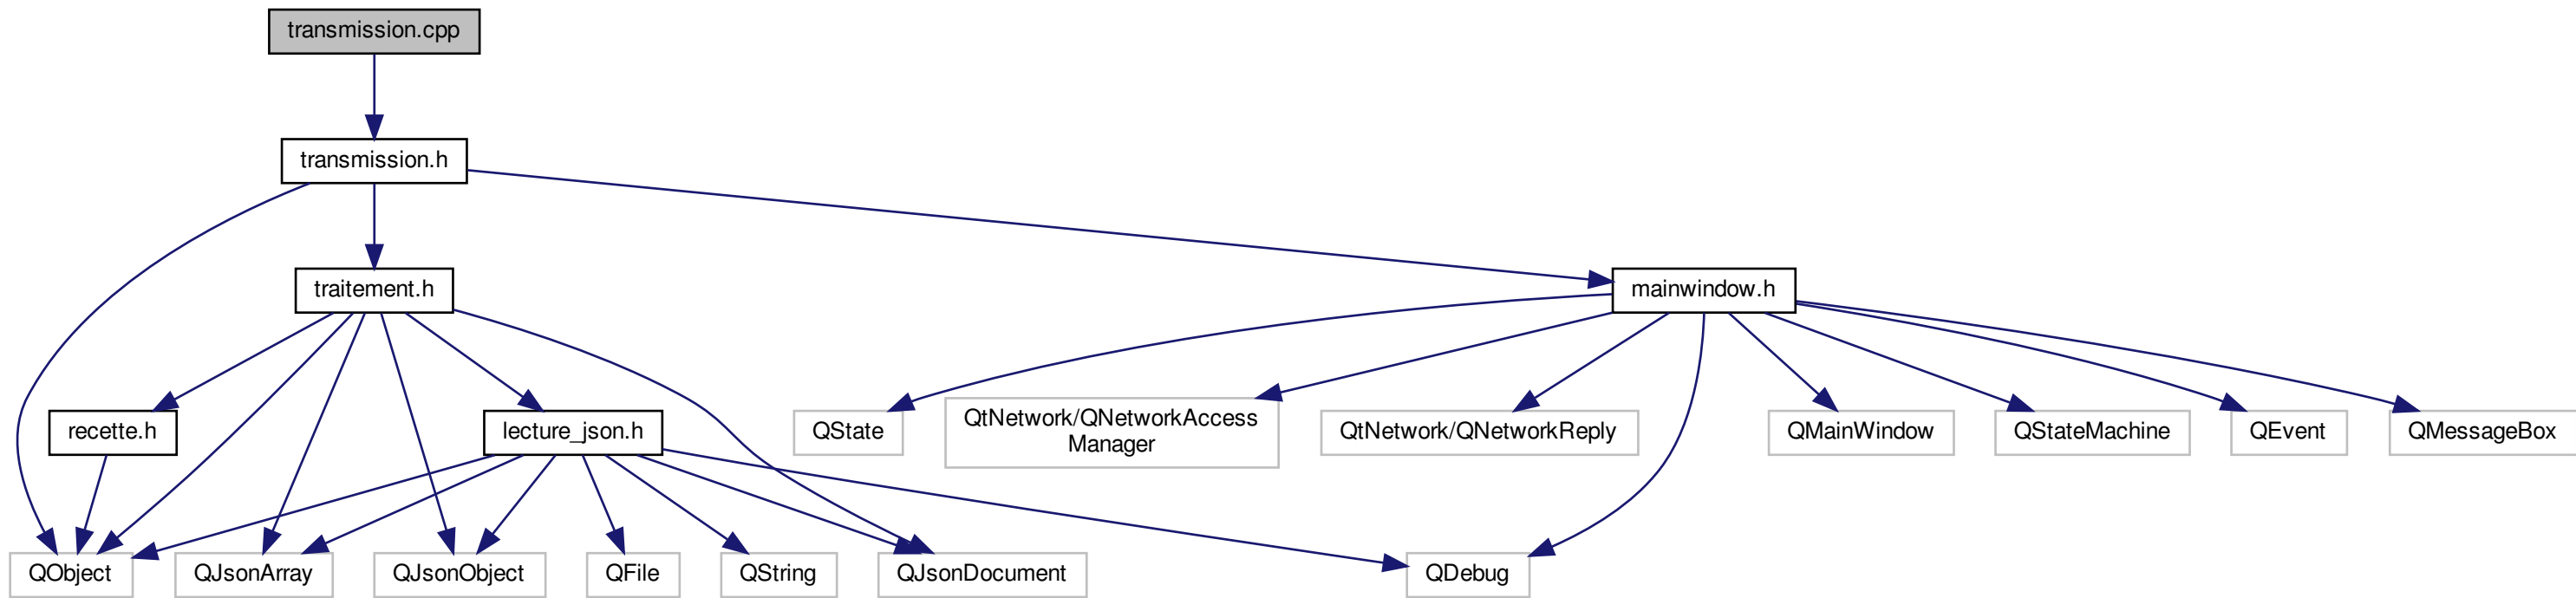 transmission.cpp
transmission.h
traitement.h
mainwindow.h
recette.h
lecture_json.h
QState
QtNetwork/QNetworkAccess
Manager
QtNetwork/QNetworkReply
QMainWindow
QStateMachine
QEvent
QMessageBox
QObject
QJsonArray
QJsonObject
QFile
QString
QJsonDocument
QDebug